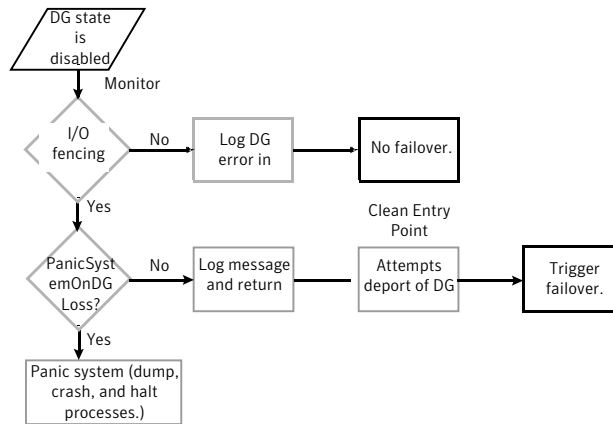 DG state
is
disabled
Monitor
I/O
fencing
No
Log DG
error in
No failover.
Yes
Clean Entry
Point
PanicSyst
emOnDG
Loss?
No
Log message
and return
Attempts
deport of DG
Trigger
failover.
Yes
Panic system (dump,
crash, and halt
processes.)